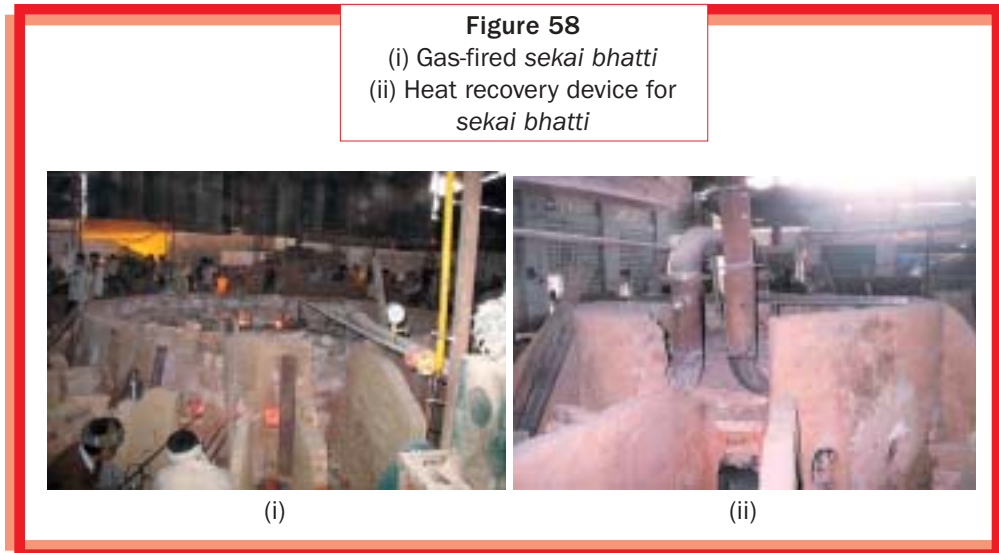 Figure 58
(i) Gas-fired sekai bhatti
(ii) Heat recovery device for
sekai bhatti
(i)
(ii)